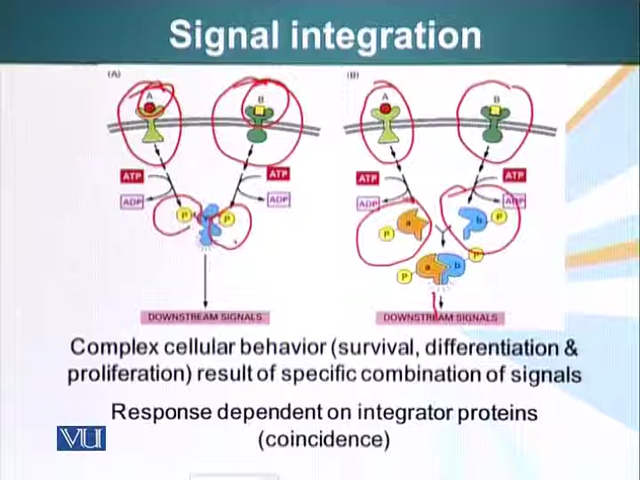 Signal integration
(A)
(B)
A
B
A
B
ATP
ATP
ATP
ATP
ADP
ADP
ADP
ADP
P
P
P
a
b
P
P
a
b
P
DOWNSTREAM SIGNALS
DOWNSTREAM SIGNALS
Complex cellular behavior (survival, differentiation &
proliferation) result of specific combination of signals
Response dependent on integrator proteins
(coincidence)
VU